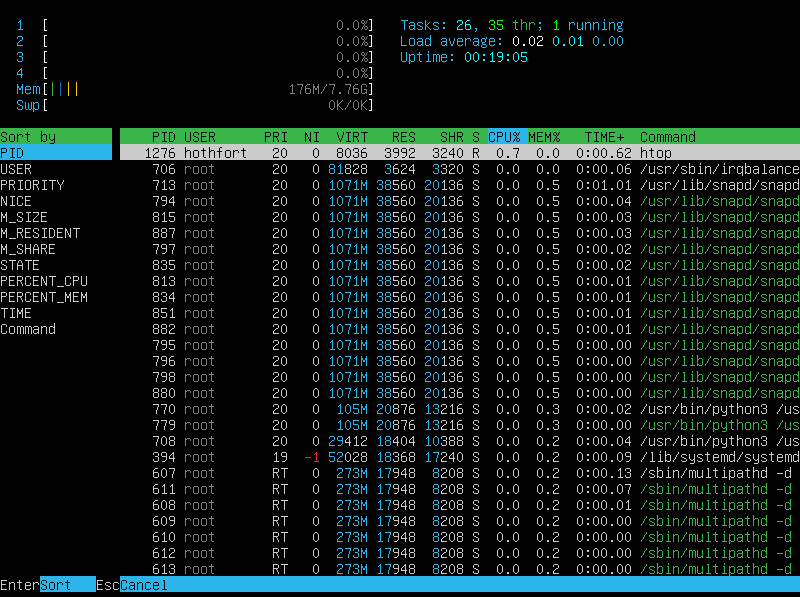 1 [ 0.0%] Tasks: 26, 35 thr; 1 running
2 [ 0.0%] Load average: 0.02 0.01 0.00
3 [ 0.0%] Uptime: 00:19:05
4 [ 0.0%]
Mem[|||| 176M/7.76G]
Swp[ 0K/0K]
Sort by PID USER PRI NI VIRT RES SHR S CPU% MEM% TIME+ Command
PID 1276 hothfort 20 0 8036 3992 3240 R 0.7 0.0 0:00.62 htop
USER 706 root 20 0 81828 3624 3320 S 0.0 0.0 0:00.06 /usr/sbin/irqbalance
PRIORITY 713 root 20 0 1071M 38560 20136 S 0.0 0.5 0:01.01 /usr/lib/snapd/snapd
NICE 794 root 20 0 1071M 38560 20136 S 0.0 0.5 0:00.04 /usr/lib/snapd/snapd
M_SIZE 815 root 20 0 1071M 38560 20136 S 0.0 0.5 0:00.03 /usr/lib/snapd/snapd
M_RESIDENT 887 root 20 0 1071M 38560 20136 S 0.0 0.5 0:00.03 /usr/lib/snapd/snapd
M_SHARE 797 root 20 0 1071M 38560 20136 S 0.0 0.5 0:00.02 /usr/lib/snapd/snapd
STATE 835 root 20 0 1071M 38560 20136 S 0.0 0.5 0:00.02 /usr/lib/snapd/snapd
PERCENT_CPU 813 root 20 0 1071M 38560 20136 S 0.0 0.5 0:00.01 /usr/lib/snapd/snapd
PERCENT_MEM 834 root 20 0 1071M 38560 20136 S 0.0 0.5 0:00.01 /usr/lib/snapd/snapd
TIME 851 root 20 0 1071M 38560 20136 S 0.0 0.5 0:00.01 /usr/lib/snapd/snapd
Command 882 root 20 0 1071M 38560 20136 S 0.0 0.5 0:00.01 /usr/lib/snapd/snapd
795 root 20 0 1071M 38560 20136 S 0.0 0.5 0:00.00 /usr/lib/snapd/snapd
796 root 20 0 1071M 38560 20136 S 0.0 0.5 0:00.00 /usr/lib/snapd/snapd
798 root 20 0 1071M 38560 20136 S 0.0 0.5 0:00.00 /usr/lib/snapd/snapd
880 root 20 0 1071M 38560 20136 S 0.0 0.5 0:00.00 /usr/lib/snapd/snapd
770 root 20 0 105M 20876 13216 S 0.0 0.3 0:00.02 /usr/bin/python3 /us
779 root 20 0 105M 20876 13216 S 0.0 0.3 0:00.00 /usr/bin/python3 /us
708 root 20 0 29412 18404 10388 S 0.0 0.2 0:00.04 /usr/bin/python3 /us
394 root 19 -1 52028 18368 17240 S 0.0 0.2 0:00.09 /lib/systemd/systemd
607 root RT 0 273M 17948 8208 S 0.0 0.2 0:00.13 /sbin/multipathd -d
611 root RT 0 273M 17948 8208 S 0.0 0.2 0:00.07 /sbin/multipathd -d
608 root RT 0 273M 17948 8208 S 0.0 0.2 0:00.01 /sbin/multipathd -d
609 root RT 0 273M 17948 8208 S 0.0 0.2 0:00.00 /sbin/multipathd -d
610 root RT 0 273M 17948 8208 S 0.0 0.2 0:00.00 /sbin/multipathd -d
612 root RT 0 273M 17948 8208 S 0.0 0.2 0:00.00 /sbin/multipathd -d
613 root RT 0 273M 17948 8208 S 0.0 0.2 0:00.00 /sbin/multipathd -d
EnterSort EscCancel